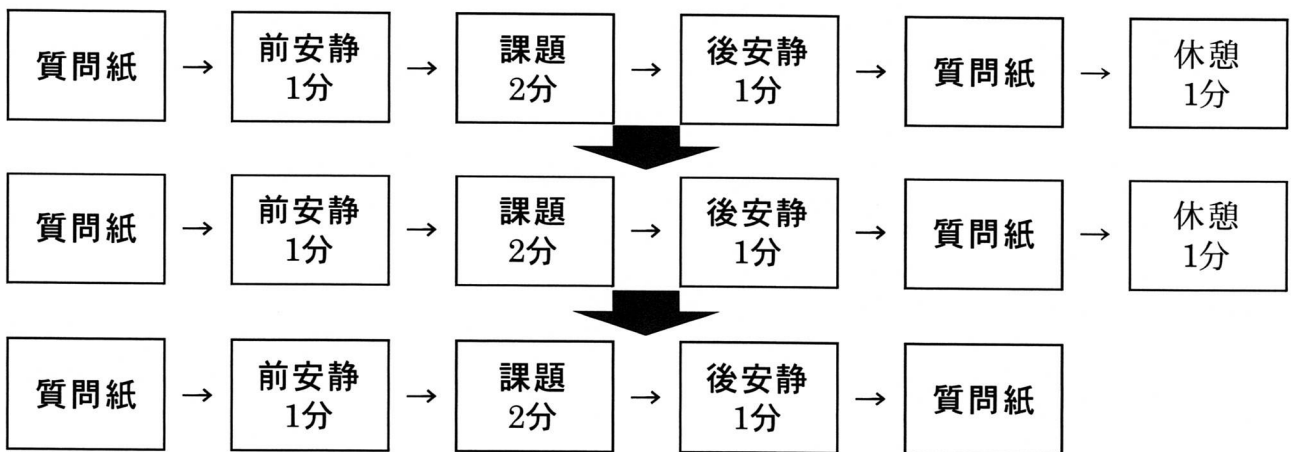 質問紙 → 前安静 1分 → 課題 2分 → 後安静 1分 → 質問紙 → 休憩 1分
質問紙 → 前安静 1分 → 課題 2分 → 後安静 1分 → 質問紙 → 休憩 1分
質問紙 → 前安静 1分 → 課題 2分 → 後安静 1分 → 質問紙